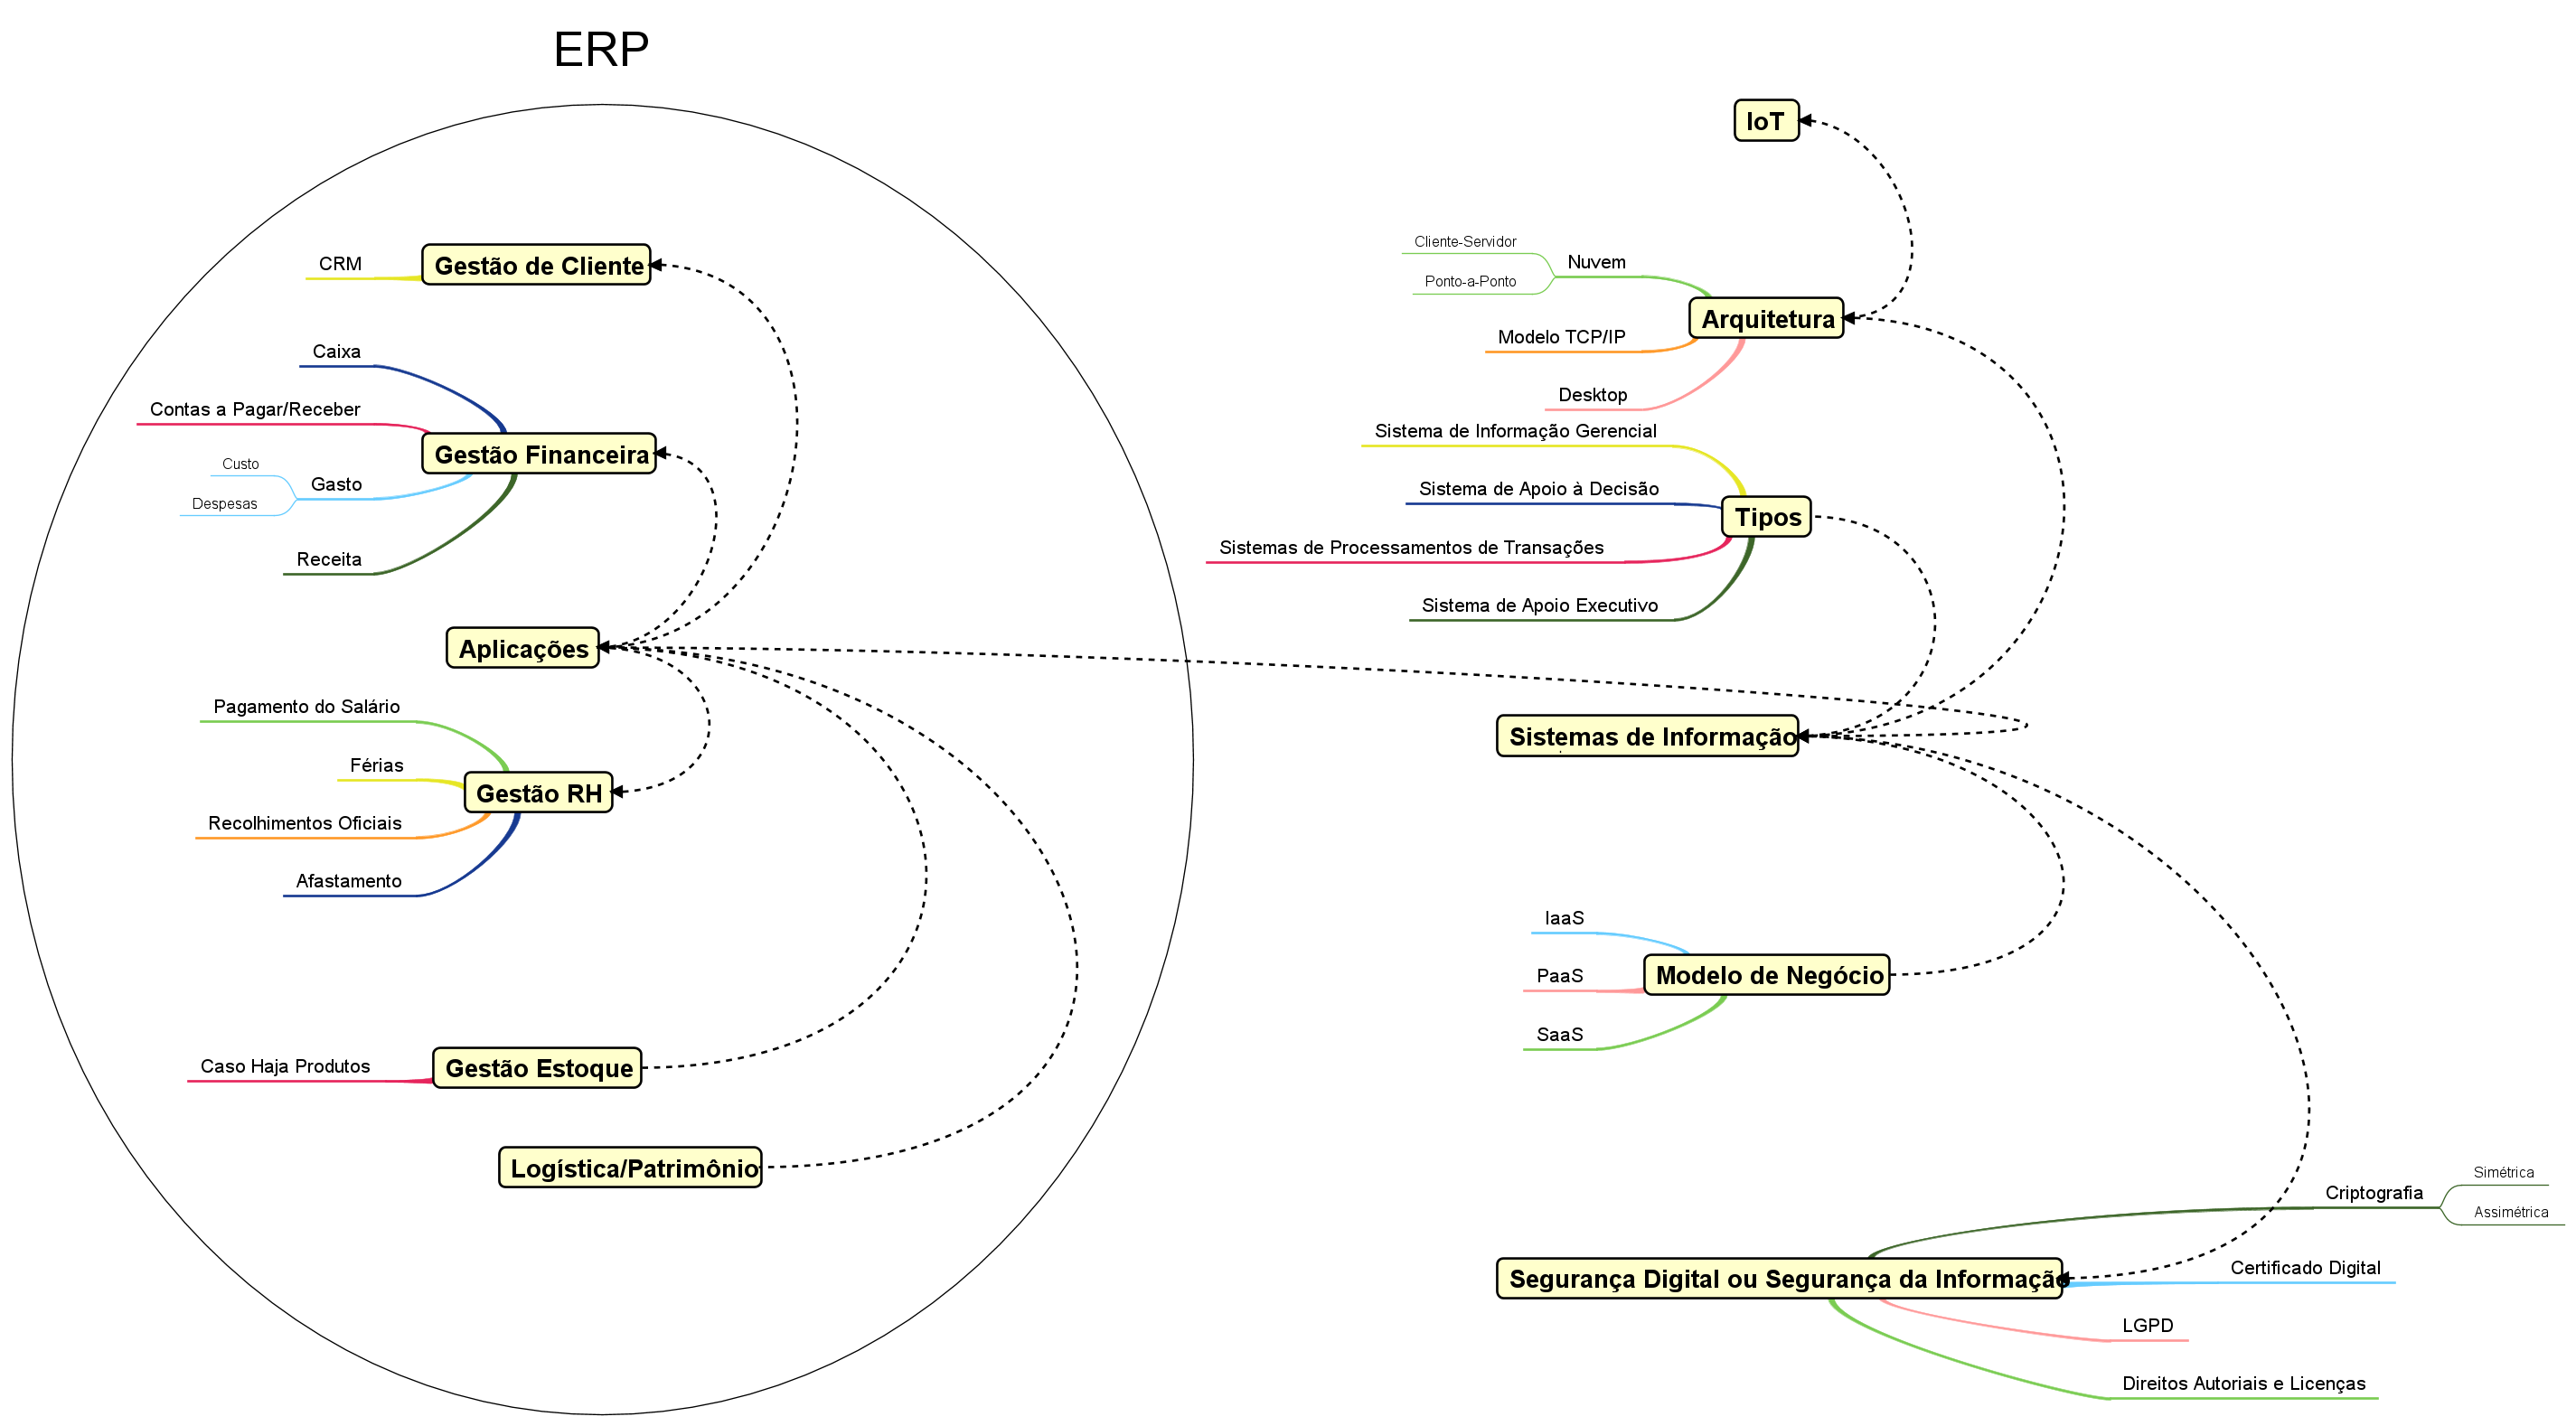 ERP
CRM
Gestão de Cliente
Caixa
Contas a Pagar/Receber
Gestão Financeira
Custo
Gasto
Despesas
Receita
Aplicações
Pagamento do Salário
Férias
Gestão RH
Recolhimentos Oficiais
Afastamento
Caso Haja Produtos
Gestão Estoque
Logística/Patrimônio
IoT
Cliente-Servidor
Nuvem
Ponto-a-Ponto
Arquitetura
Modelo TCP/IP
Desktop
Sistema de Informação Gerencial
Sistema de Apoio à Decisão
Tipos
Sistemas de Processamentos de Transações
Sistema de Apoio Executivo
Sistemas de Informação
IaaS
PaaS
Modelo de Negócio
SaaS
Simétrica
Criptografia
Assimétrica
Segurança Digital ou Segurança da Informação
Certificado Digital
LGPD
Direitos Autoriais e Licenças